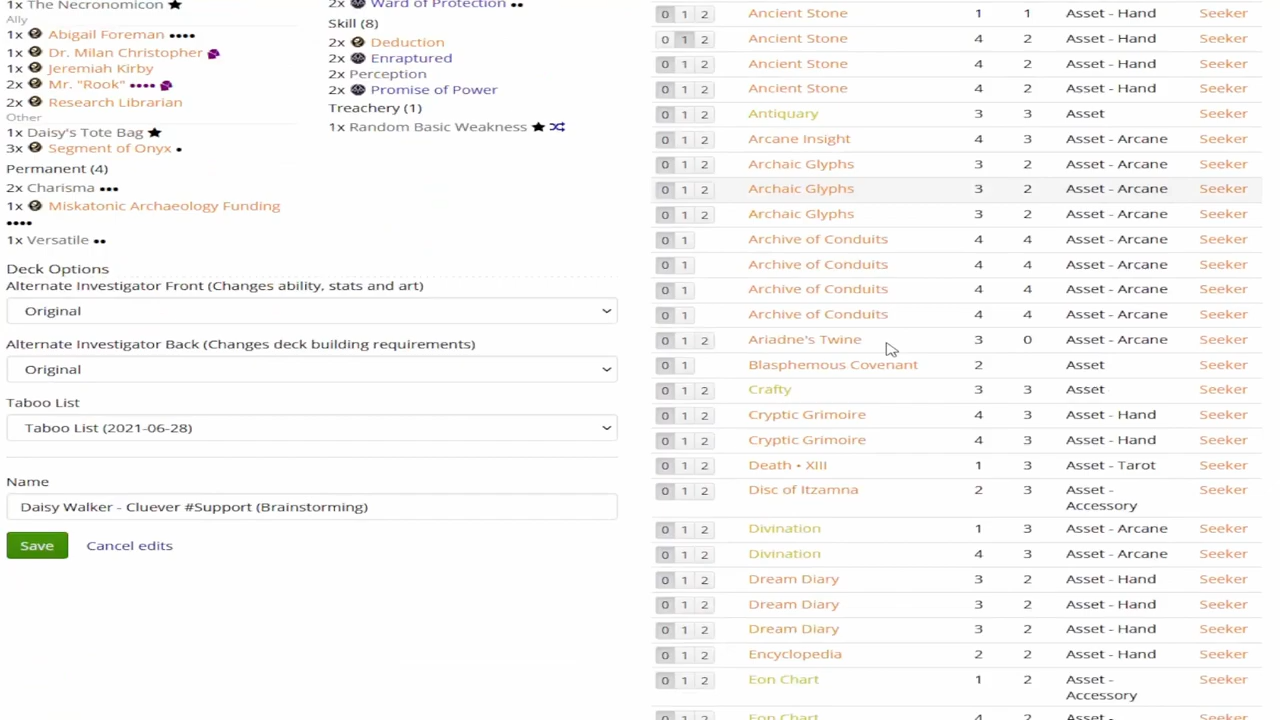 1x The Necronomicon
Ally
1x Abigail Foreman
1x Dr. Milan Christopher
1x Jeremiah Kirby
2x Mr. "Rook"
2x Research Librarian
Other
1x Daisy's Tote Bag
3x Segment of Onyx
Permanent (4)
2x Charisma
1x Miskatonic Archaeology Funding
1x Versatile
2x Ward of Protection
Skill (8)
2x Deduction
2x Enraptured
2x Perception
2x Promise of Power
Treachery (1)
1x Random Basic Weakness
Deck Options
Alternate Investigator Front (Changes ability, stats and art)
Original
Alternate Investigator Back (Changes deck building requirements)
Original
Taboo List
Taboo List (2021-06-28)
Name
Daisy Walker - Cluever #Support (Brainstorming)
Save Cancel edits
0 1 2 Ancient Stone 1 1 Asset - Hand Seeker
0 1 2 Ancient Stone 4 2 Asset - Hand Seeker
0 1 2 Ancient Stone 4 2 Asset - Hand Seeker
0 1 2 Ancient Stone 4 2 Asset - Hand Seeker
0 1 2 Antiquary 3 3 Asset Seeker
0 1 2 Arcane Insight 4 3 Asset - Arcane Seeker
0 1 2 Archaic Glyphs 3 2 Asset - Arcane Seeker
0 1 2 Archaic Glyphs 3 2 Asset - Arcane Seeker
0 1 2 Archaic Glyphs 3 2 Asset - Arcane Seeker
0 1 Archive of Conduits 4 4 Asset - Arcane Seeker
0 1 Archive of Conduits 4 4 Asset - Arcane Seeker
0 1 Archive of Conduits 4 4 Asset - Arcane Seeker
0 1 Archive of Conduits 4 4 Asset - Arcane Seeker
0 1 2 Ariadne's Twine 3 0 Asset - Arcane Seeker
0 1 Blasphemous Covenant 2 Asset Seeker
0 1 2 Crafty 3 3 Asset Seeker
0 1 2 Cryptic Grimoire 4 3 Asset - Hand Seeker
0 1 2 Cryptic Grimoire 4 3 Asset - Hand Seeker
0 1 2 Death • XIII 1 3 Asset - Tarot Seeker
0 1 2 Disc of Itzamna 2 3 Asset - Seeker
Accessory
0 1 2 Divination 1 3 Asset - Arcane Seeker
0 1 2 Divination 4 3 Asset - Arcane Seeker
0 1 2 Dream Diary 3 2 Asset - Hand Seeker
0 1 2 Dream Diary 3 2 Asset - Hand Seeker
0 1 2 Dream Diary 3 2 Asset - Hand Seeker
0 1 2 Encyclopedia 2 2 Asset - Hand Seeker
0 1 2 Eon Chart 1 2 Asset - Seeker
Accessory
0 1 2 Eon Chart 4 2 Asset - Seeker